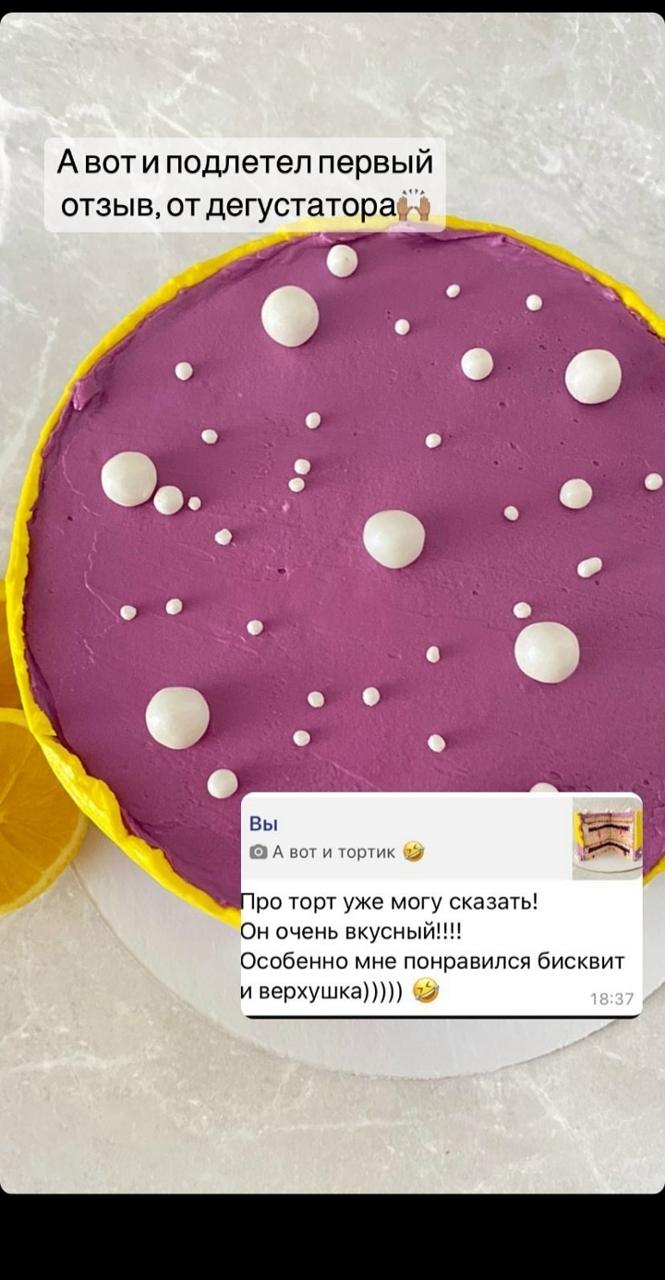 А вот и подлетел первый
отзыв, от дегустатора🙌🏽
Вы
📷 А вот и тортик 🤣
Про торт уже могу сказать!
Он очень вкусный!!!!
Особенно мне понравился бисквит
и верхушка))))) 🤣
18:37